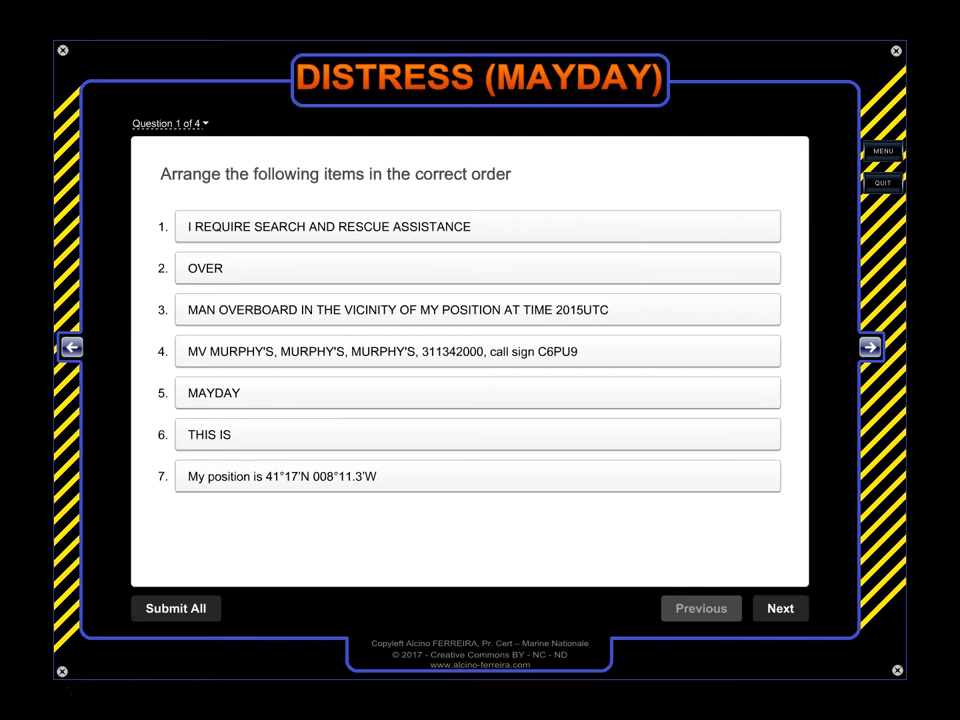 DISTRESS (MAYDAY)
Question 1 of 4
MENU
QUIT
Arrange the following items in the correct order
1. I REQUIRE SEARCH AND RESCUE ASSISTANCE
2. OVER
3. MAN OVERBOARD IN THE VICINITY OF MY POSITION AT TIME 2015UTC
4. MV MURPHY'S, MURPHY'S, MURPHY'S, 311342000, call sign C6PU9
5. MAYDAY
6. THIS IS
7. My position is 41°17'N 008°11.3'W
Submit All
Previous
Next
Copyleft Alcino FERREIRA, Pr. Cert – Marine Nationale
© 2017 - Creative Commons BY - NC - ND
www.alcino-ferreira.com